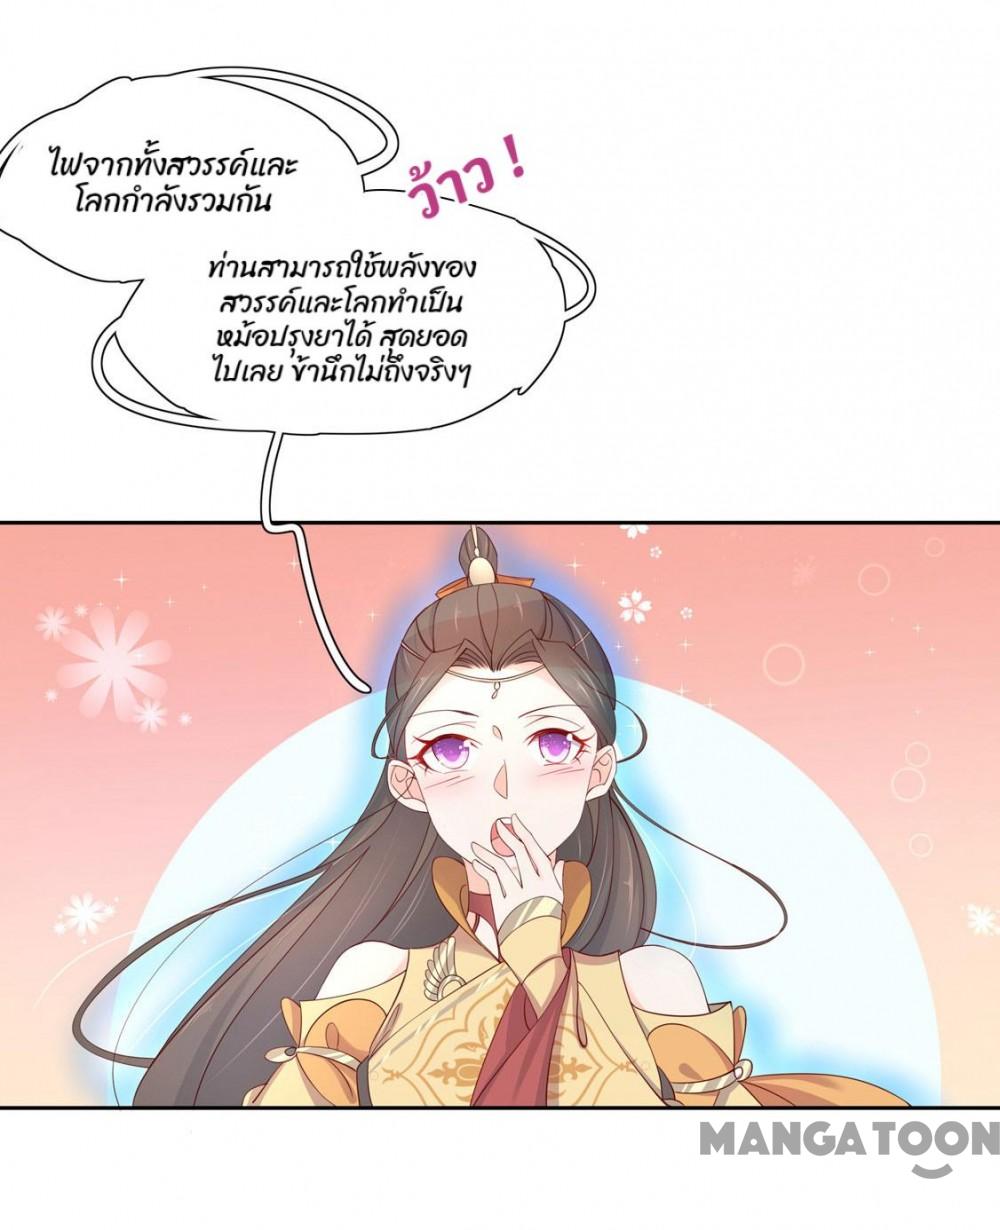 ไฟจากทั้งสวรรค์และ
โลกกำลังรวมกัน
ว้าว !
ท่านสามารถใช้พลังของ
สวรรค์และโลกทำเป็น
หม้อปรุงยาได้ สุดยอด
ไปเลย ข้านึกไม่ถึงจริงๆ
MANGATOON